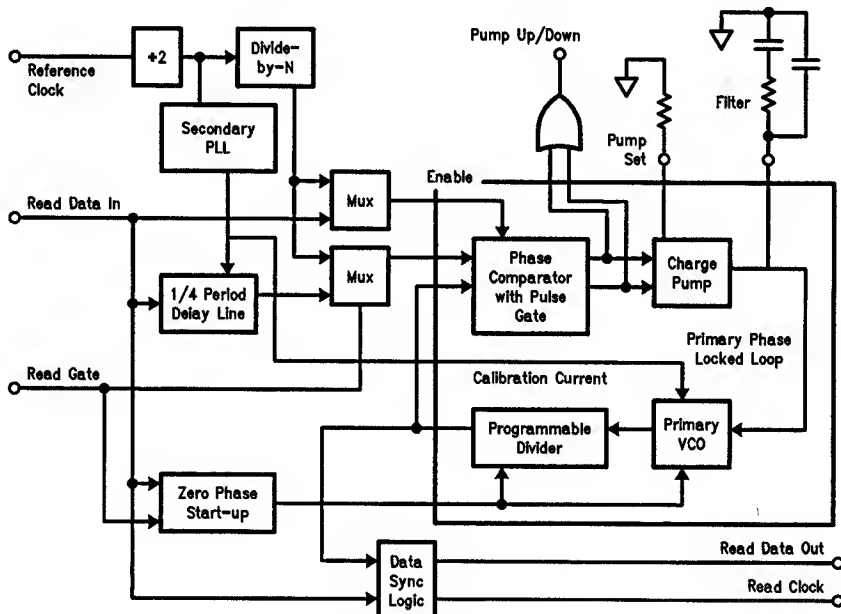 Reference
Clock
+2
Divide-
by-N
Secondary
PLL
Pump Up/Down
Filter
Pump
Set
Enable
Read Data In
Mux
Mux
1/4 Period
Delay Line
Phase
Comparator
with Pulse
Gate
Charge
Pump
Primary Phase
Locked Loop
Read Gate
Calibration Current
Programmable
Divider
Primary
VCO
Zero Phase
Start-up
Data
Sync
Logic
Read Data Out
Read Clock